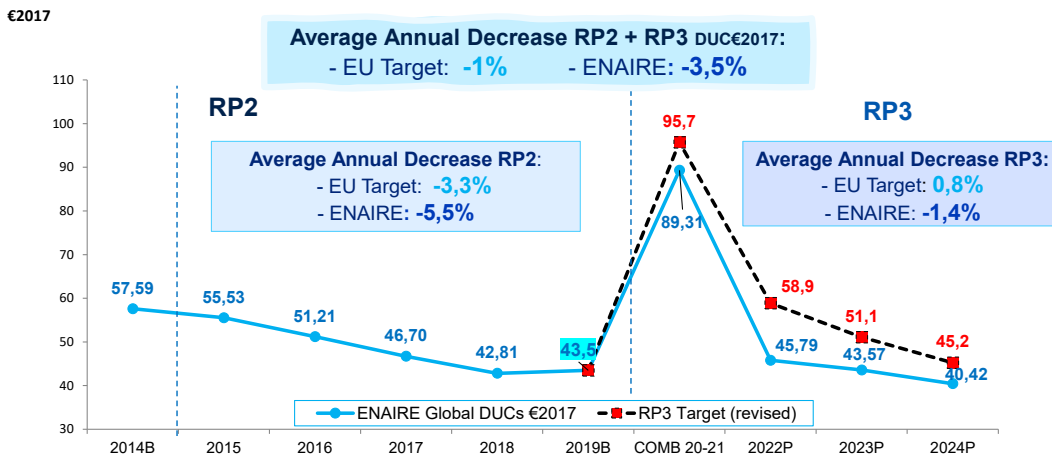 €2017
Average Annual Decrease RP2 + RP3 DUC€2017:
- EU Target: -1% - ENAIRE: -3,5%
110
100
90
80
70
60
50
40
30
RP2
RP3
Average Annual Decrease RP2:
- EU Target: -3,3%
- ENAIRE: -5,5%
Average Annual Decrease RP3:
- EU Target: 0,8%
- ENAIRE: -1,4%
57,59
55,53
51,21
46,70
42,81
43,5
95,7
89,31
58,9
45,79
51,1
43,57
45,2
40,42
ENAIRE Global DUCs €2017 RP3 Target (revised)
2014B 2015 2016 2017 2018 2019B COMB 20-21 2022P 2023P 2024P